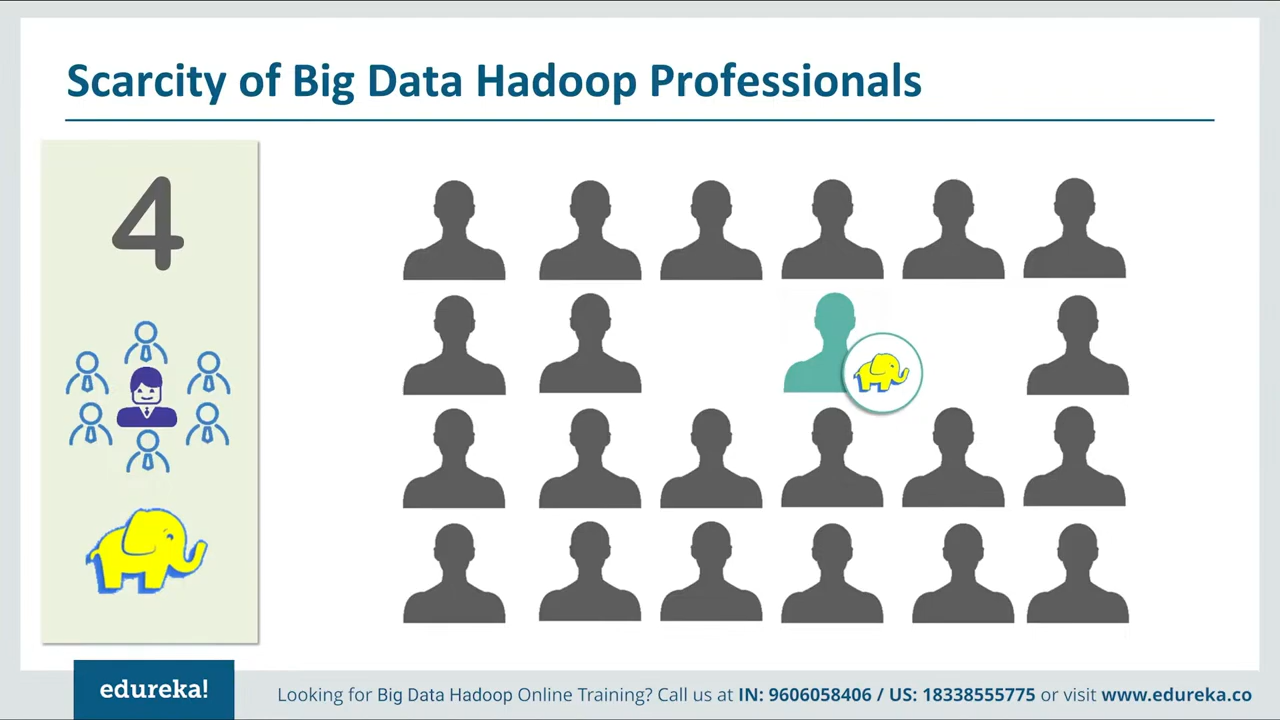 Scarcity of Big Data Hadoop Professionals
4
edureka!
Looking for Big Data Hadoop Online Training? Call us at IN: 9606058406 / US: 18338555775 or visit www.edureka.co